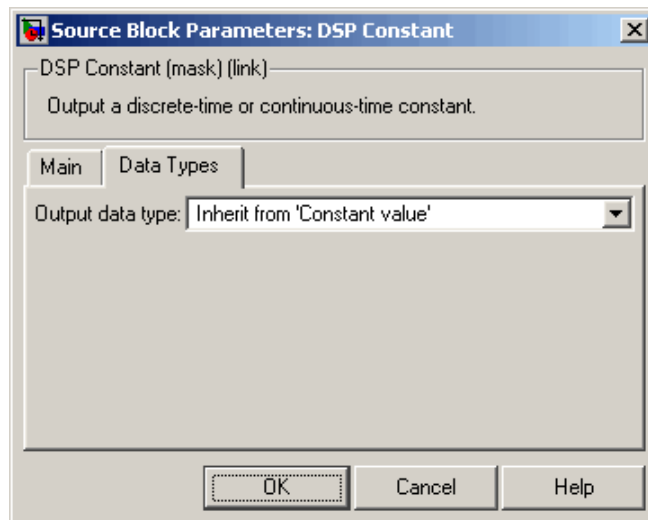 Source Block Parameters: DSP Constant
DSP Constant (mask) (link)
Output a discrete-time or continuous-time constant.
Main Data Types
Output data type: Inherit from 'Constant value'
OK Cancel Help